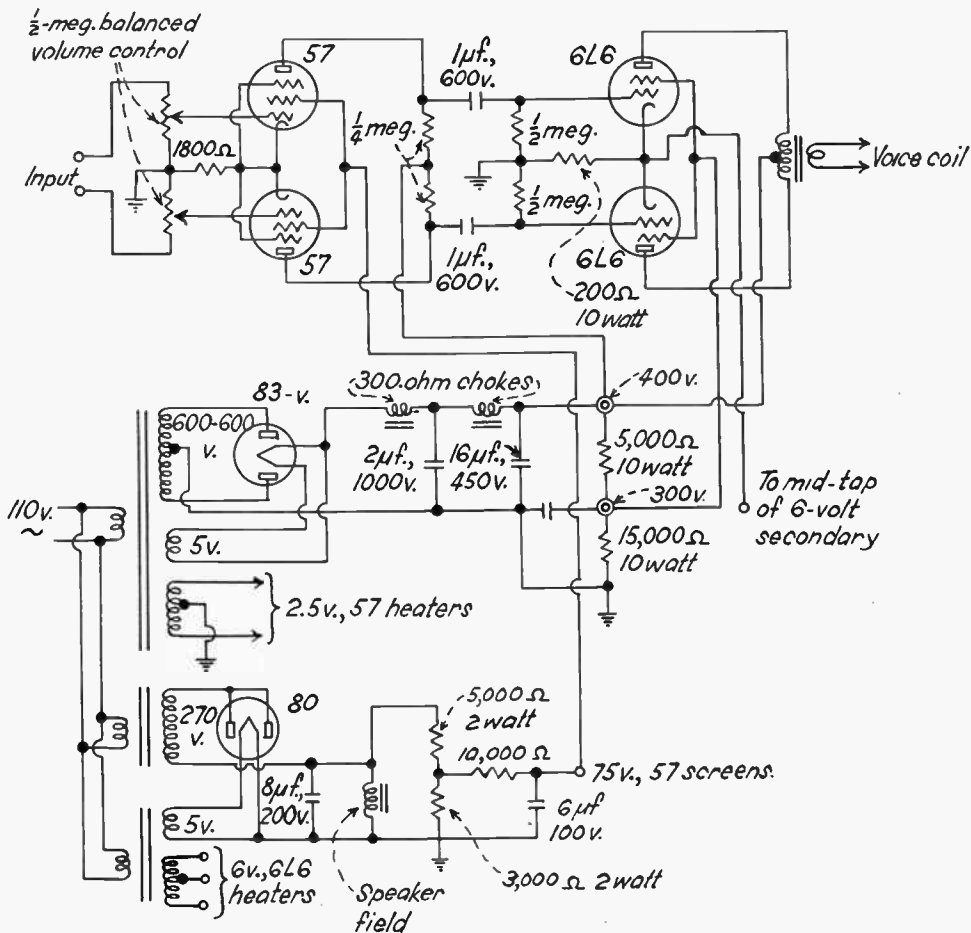 ½-meg. balanced
volume control
57
1μf.,
600v.
6L6
¼ meg.
½ meg.
1800Ω
Input
Voice coil
½ meg.
57
1μf.,
600v.
6L6
200Ω
10 watt
300-ohm chokes
400v.
83-v.
600-600
v.
2μf.,
1000v.
16μf.,
450v.
5,000Ω
10 watt
300v.
To mid-tap
of 6-volt
secondary
110v.
~
5v.
15,000Ω
10 watt
2.5v., 57 heaters
270
v.
80
5,000 Ω
2 watt
10,000 Ω
75v., 57 screens.
8μf.,
200v.
6μf
100v.
5v.
6v., 6L6
heaters
Speaker
field
3,000 Ω 2 watt